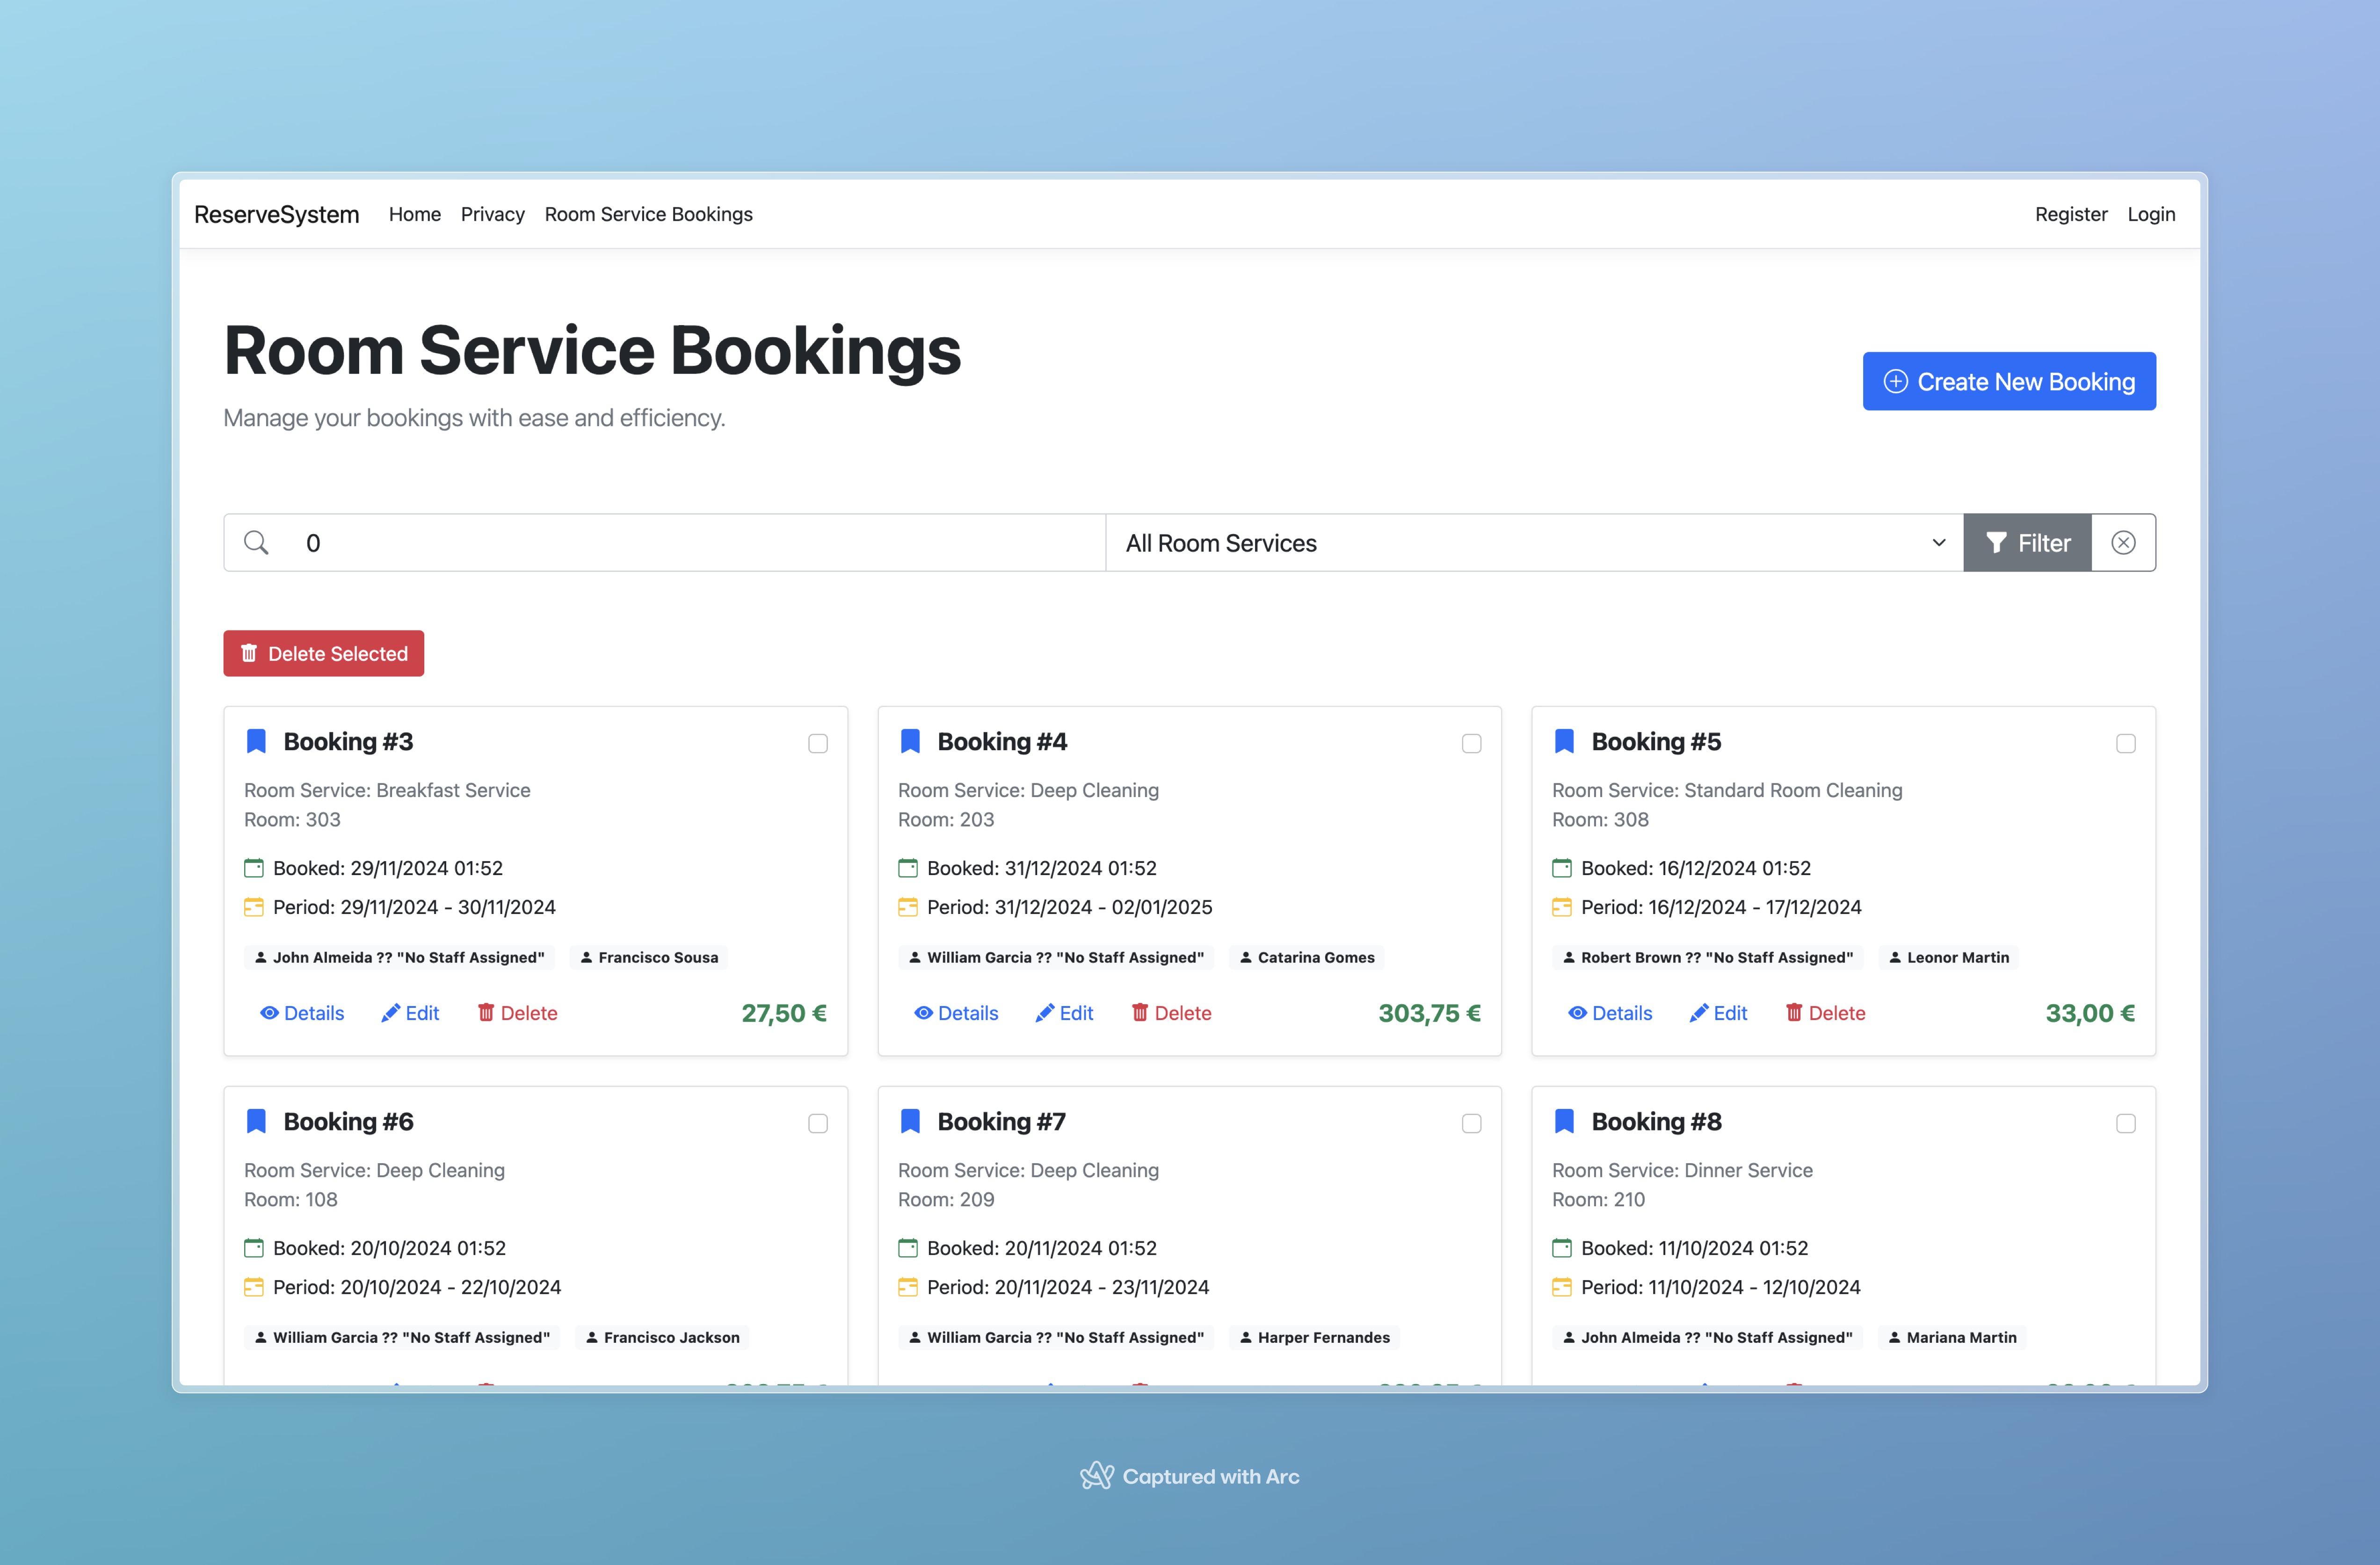 ReserveSystem Home Privacy Room Service Bookings Register Login
Room Service Bookings
Manage your bookings with ease and efficiency.
Create New Booking
0 All Room Services Filter
Delete Selected
Booking #3
Room Service: Breakfast Service
Room: 303
Booked: 29/11/2024 01:52
Period: 29/11/2024 - 30/11/2024
John Almeida ?? "No Staff Assigned" Francisco Sousa
Details Edit Delete 27,50 €
Booking #4
Room Service: Deep Cleaning
Room: 203
Booked: 31/12/2024 01:52
Period: 31/12/2024 - 02/01/2025
William Garcia ?? "No Staff Assigned" Catarina Gomes
Details Edit Delete 303,75 €
Booking #5
Room Service: Standard Room Cleaning
Room: 308
Booked: 16/12/2024 01:52
Period: 16/12/2024 - 17/12/2024
Robert Brown ?? "No Staff Assigned" Leonor Martin
Details Edit Delete 33,00 €
Booking #6
Room Service: Deep Cleaning
Room: 108
Booked: 20/10/2024 01:52
Period: 20/10/2024 - 22/10/2024
William Garcia ?? "No Staff Assigned" Francisco Jackson
Booking #7
Room Service: Deep Cleaning
Room: 209
Booked: 20/11/2024 01:52
Period: 20/11/2024 - 23/11/2024
William Garcia ?? "No Staff Assigned" Harper Fernandes
Booking #8
Room Service: Dinner Service
Room: 210
Booked: 11/10/2024 01:52
Period: 11/10/2024 - 12/10/2024
John Almeida ?? "No Staff Assigned" Mariana Martin
Captured with Arc